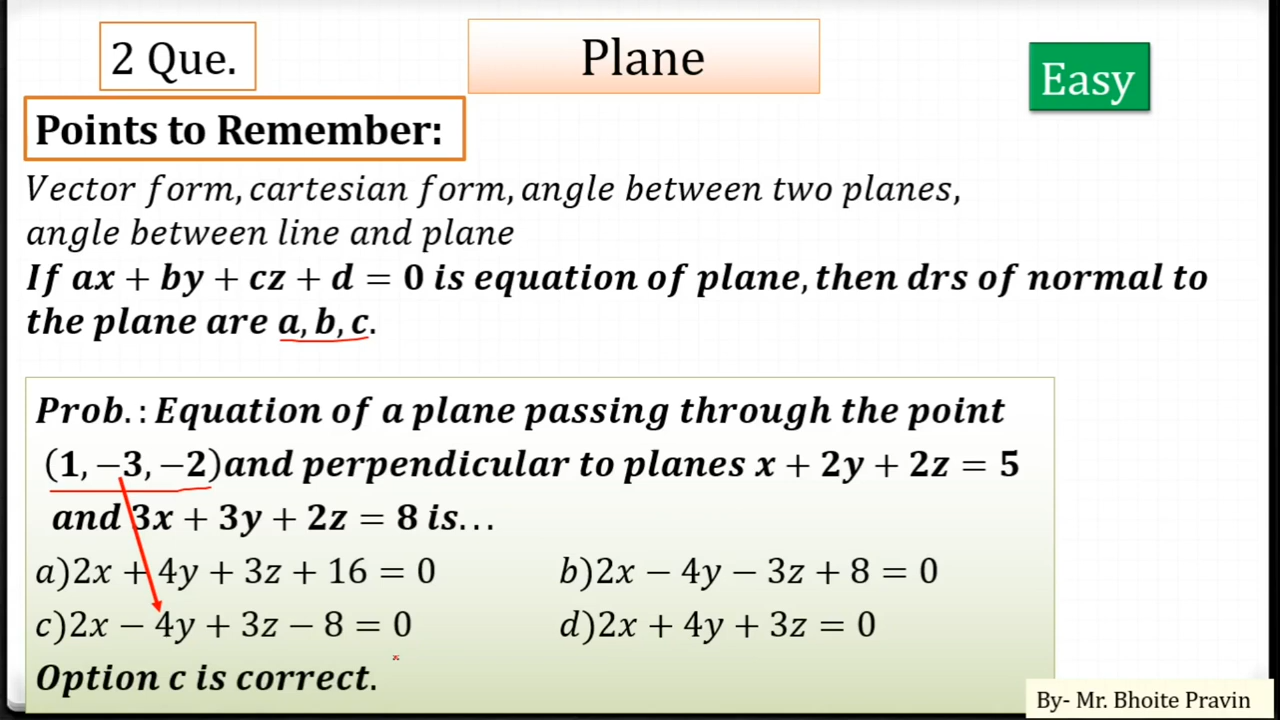 2 Que.
Plane
Easy
Points to Remember:
Vector form, cartesian form, angle between two planes,
angle between line and plane
If ax + by + cz + d = 0 is equation of plane, then drs of normal to
the plane are a, b, c.
Prob.: Equation of a plane passing through the point
(1, −3, −2)and perpendicular to planes x + 2y + 2z = 5
and 3x + 3y + 2z = 8 is…
a)2x + 4y + 3z + 16 = 0
b)2x − 4y − 3z + 8 = 0
c)2x − 4y + 3z − 8 = 0
d)2x + 4y + 3z = 0
Option c is correct.
By- Mr. Bhoite Pravin